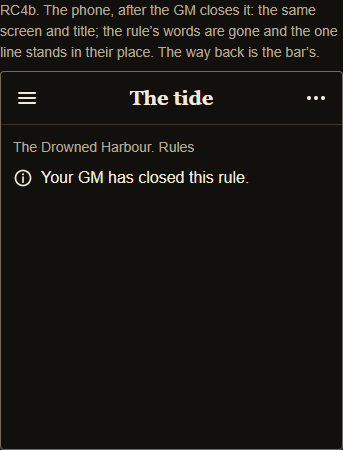 RC4b. The phone, after the GM closes it: the same
screen and title; the rule’s words are gone and the one
line stands in their place. The way back is the bar’s.
The tide
The Drowned Harbour. Rules
Your GM has closed this rule.